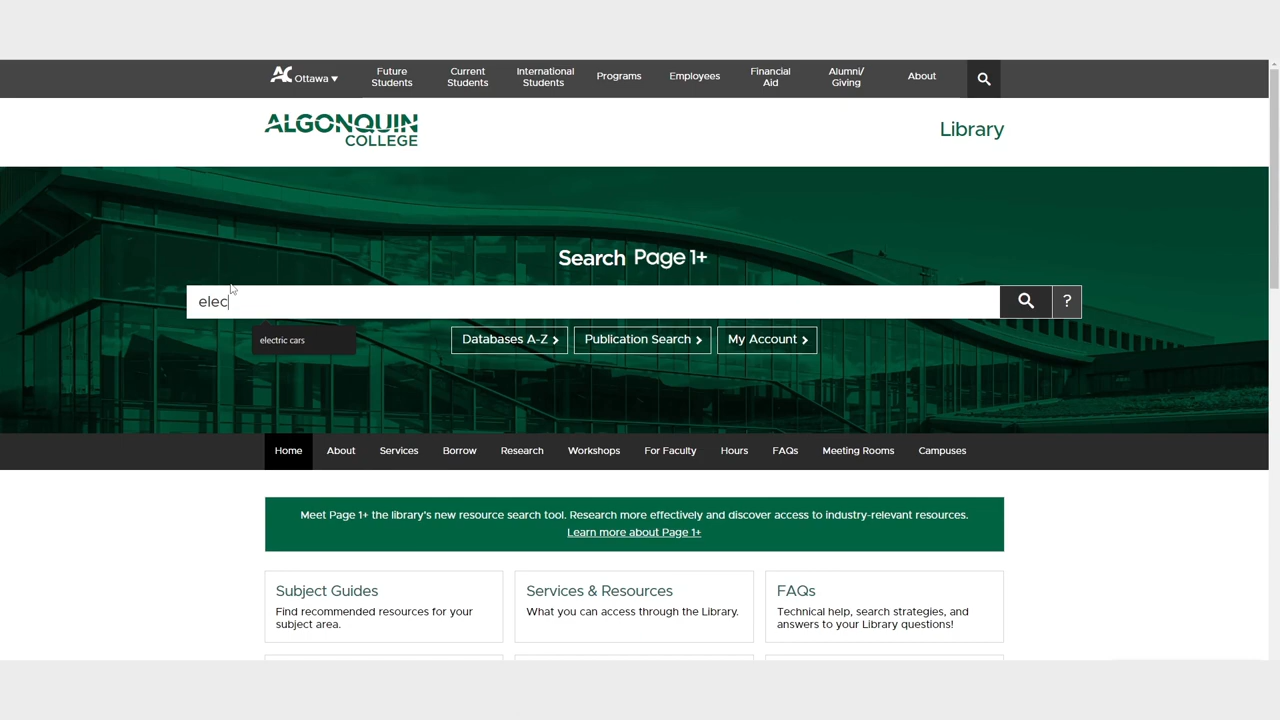 AC Ottawa
Future Students
Current Students
International Students
Programs
Employees
Financial Aid
Alumni/ Giving
About
ALGONQUIN
COLLEGE
Library
Search Page 1+
elec
?
electric cars
Databases A-Z
Publication Search
My Account
Home
About
Services
Borrow
Research
Workshops
For Faculty
Hours
FAQs
Meeting Rooms
Campuses
Meet Page 1+ the library's new resource search tool. Research more effectively and discover access to industry-relevant resources.
Learn more about Page 1+
Subject Guides
Find recommended resources for your
subject area.
Services & Resources
What you can access through the Library.
FAQs
Technical help, search strategies, and
answers to your Library questions!